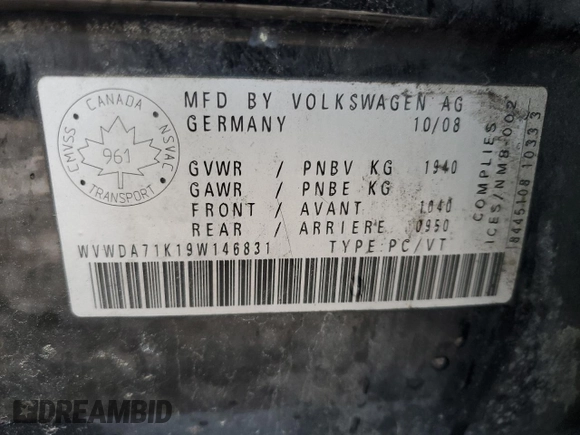 CANADA
CMVSS
NSVAC
961
TRANSPORT
MFD BY VOLKSWAGEN AG
GERMANY 10/08
GVWR / PNBV KG 1940
GAWR / PNBE KG
FRONT / AVANT 1040
REAR / ARRIERE 0950
WVWDA71K19W146831 TYPE:PC/VT
COMPLIES
ICES/NMB-002
18445108 10333
DREAMBID